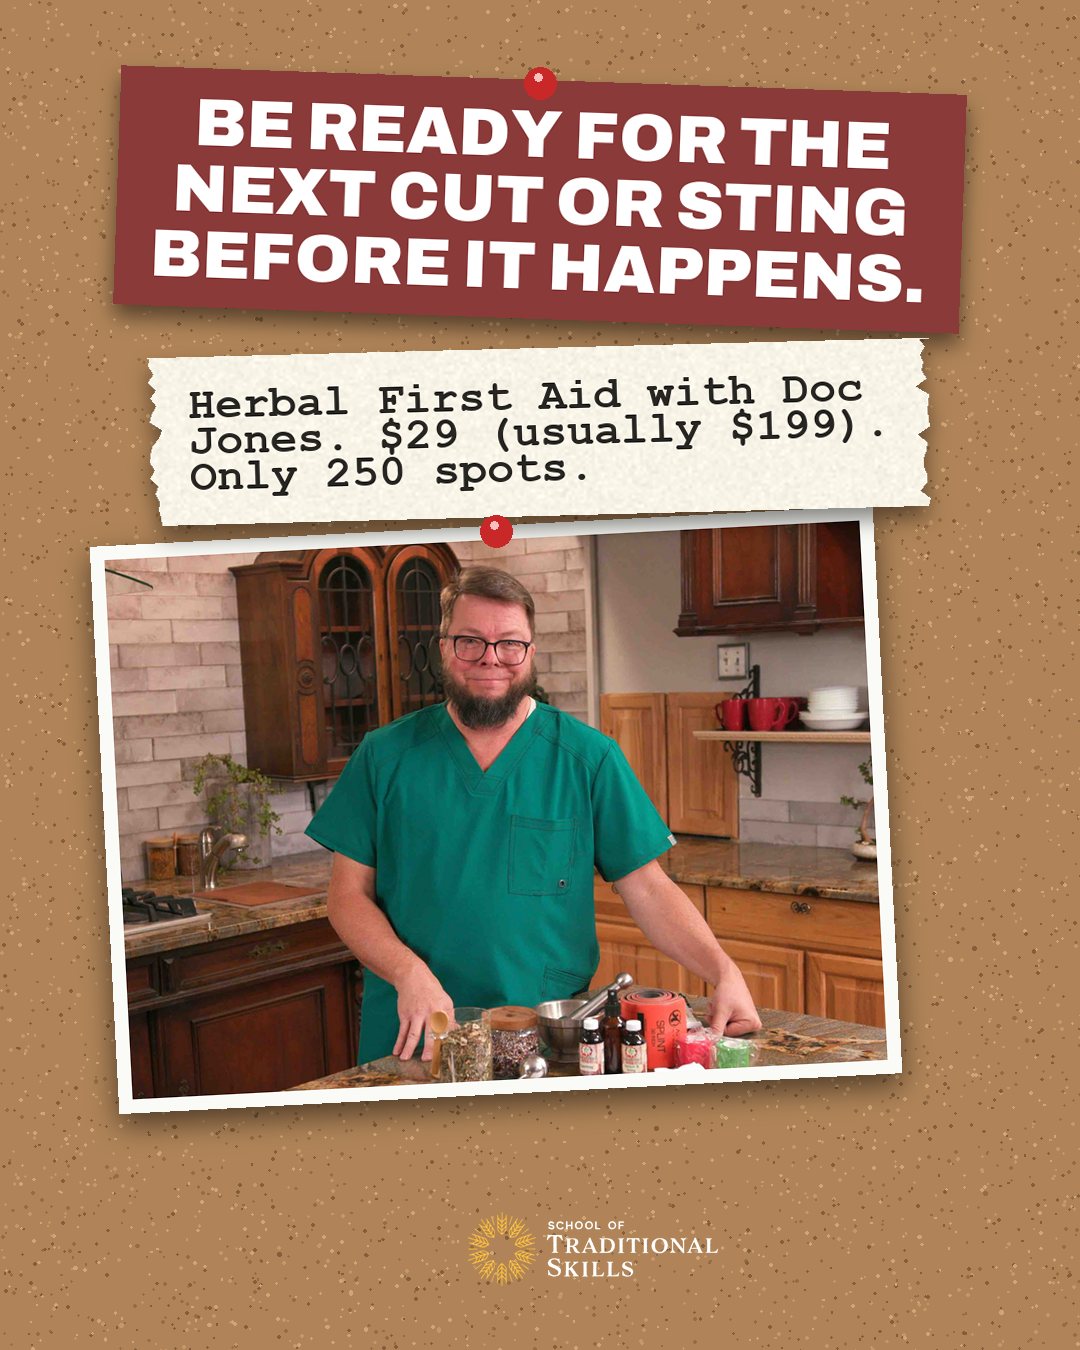 BE READY FOR THE
NEXT CUT OR STING
BEFORE IT HAPPENS.
Herbal First Aid with Doc
Jones. $29 (usually $199).
Only 250 spots.
SPLINT
SCHOOL OF
TRADITIONAL
SKILLS